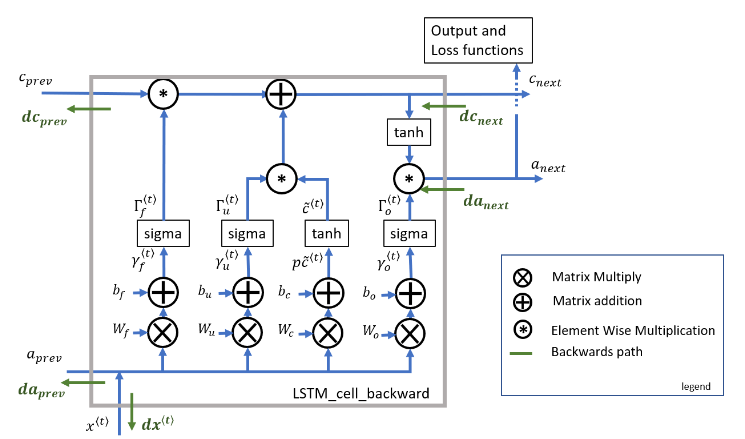 Output and
Loss functions
c_prev
c_next
dc_prev
dc_next
tanh
a_next
da_next
Γ_f^⟨t⟩
Γ_u^⟨t⟩
c̃^⟨t⟩
Γ_o^⟨t⟩
sigma
sigma
tanh
sigma
γ_f^⟨t⟩
γ_u^⟨t⟩
pc̃^⟨t⟩
γ_o^⟨t⟩
b_f
b_u
b_c
b_o
W_f
W_u
W_c
W_o
a_prev
da_prev
LSTM_cell_backward
x^⟨t⟩
dx^⟨t⟩
Matrix Multiply
Matrix addition
Element Wise Multiplication
Backwards path
legend